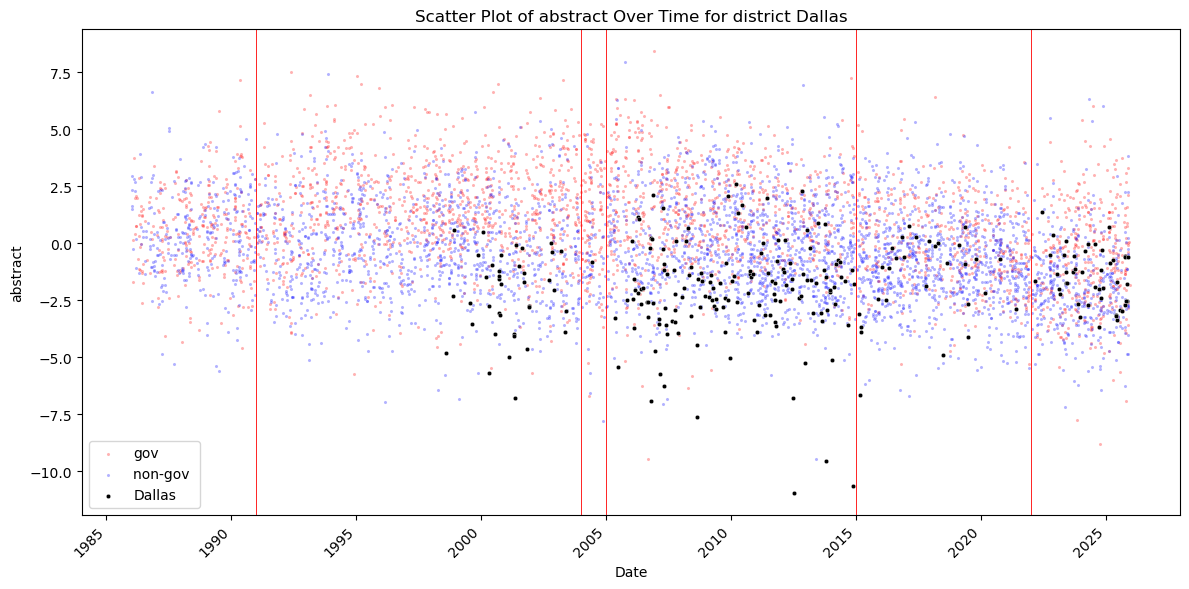 Scatter Plot of abstract Over Time for district Dallas
abstract
7.5
5.0
2.5
0.0
−2.5
−5.0
−7.5
−10.0
gov
non-gov
Dallas
1985
1990
1995
2000
2005
2010
2015
2020
2025
Date